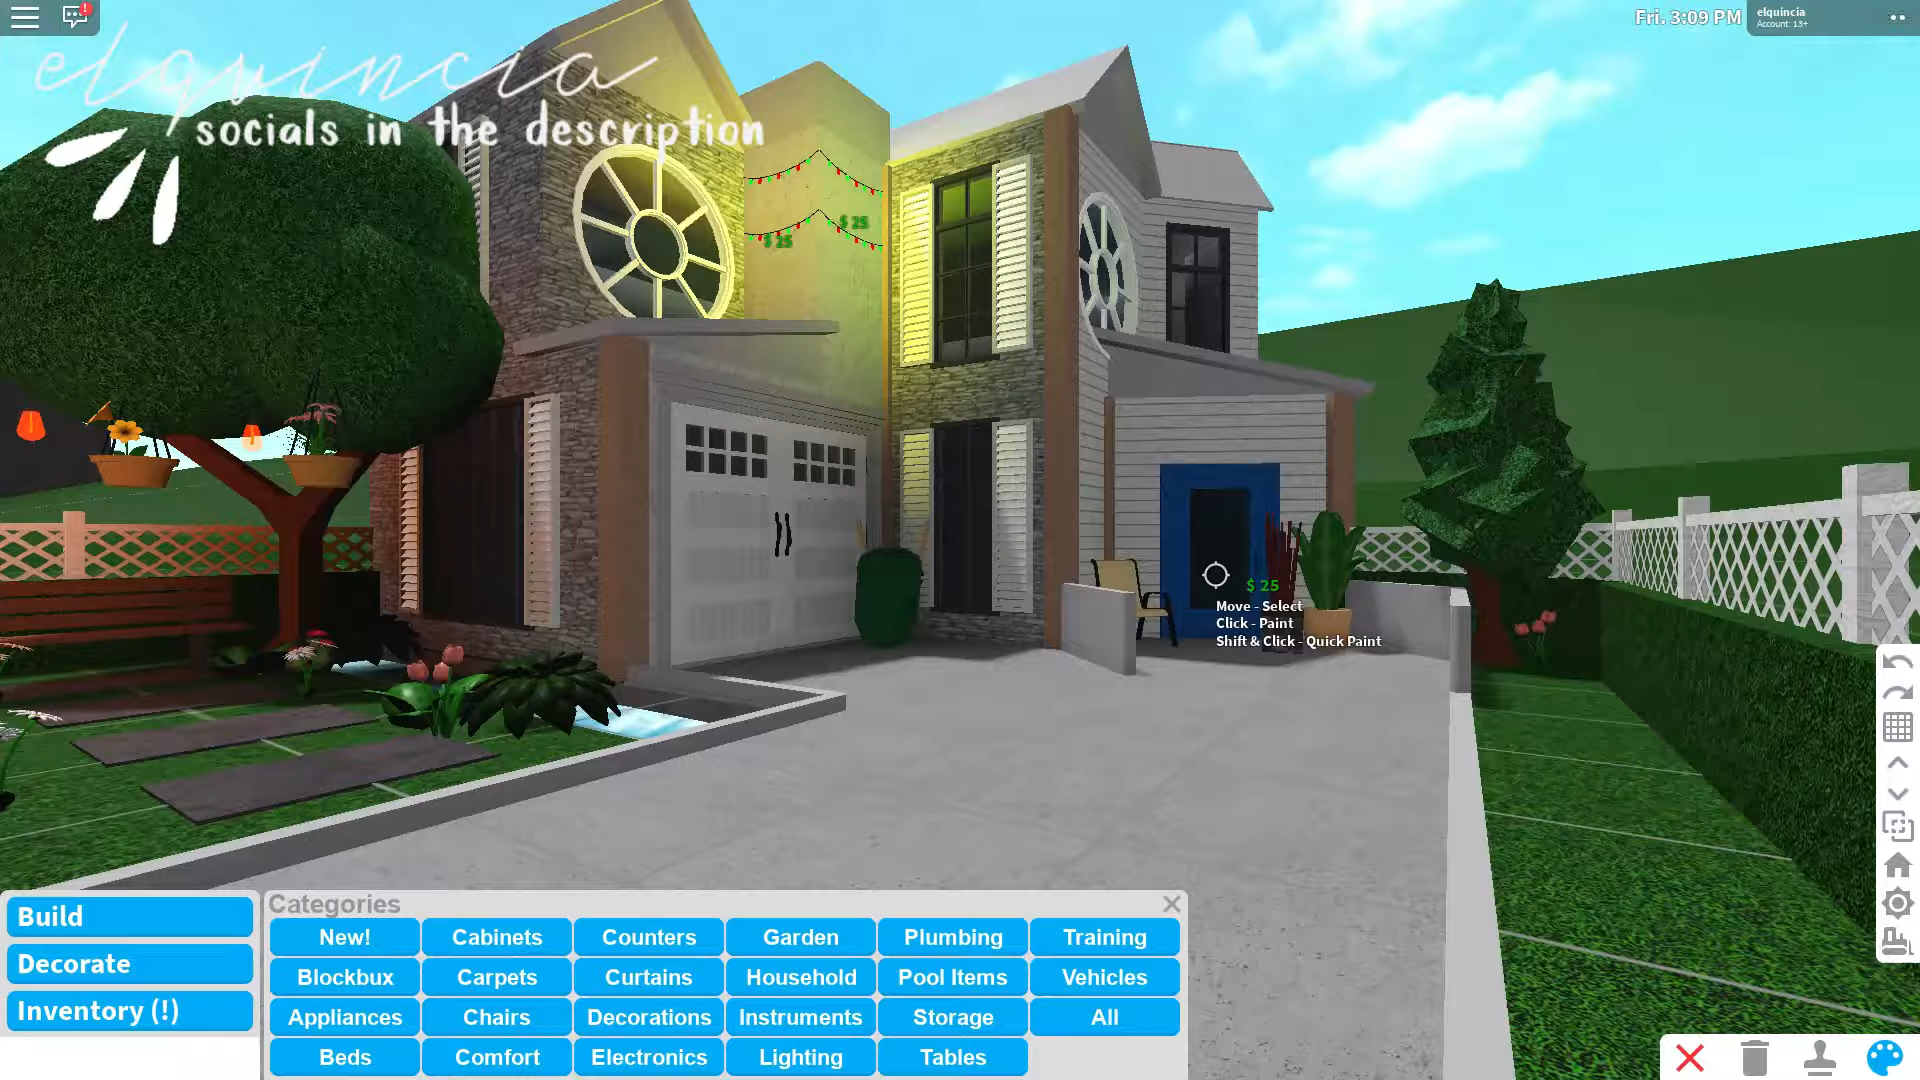 Fri. 3:09 PM
elquincia
Account: 13+
elquincia
socials in the description
$ 25
$ 25
$ 25
Move - Select
Click - Paint
Shift & Click - Quick Paint
Build
Decorate
Inventory (!)
Categories
New! Cabinets Counters Garden Plumbing Training
Blockbux Carpets Curtains Household Pool Items Vehicles
Appliances Chairs Decorations Instruments Storage All
Beds Comfort Electronics Lighting Tables